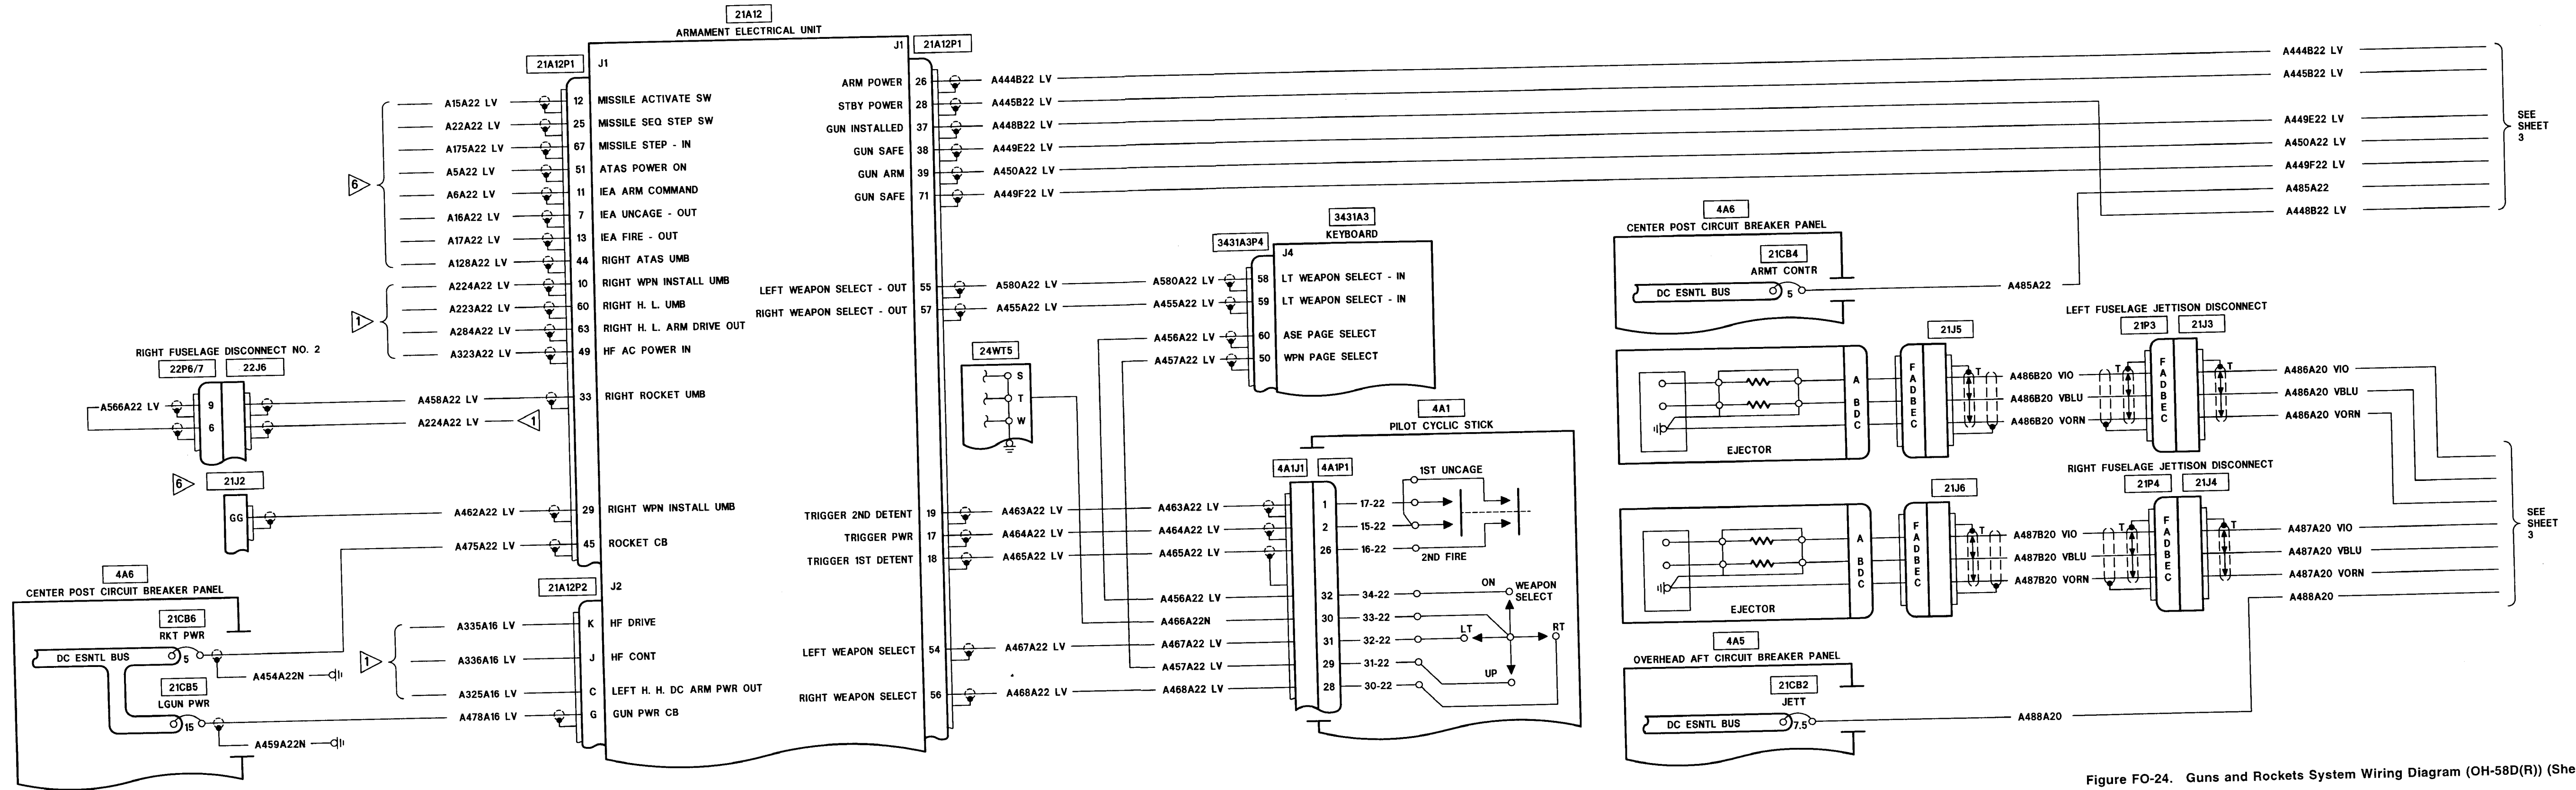 21A12
ARMAMENT ELECTRICAL UNIT
21A12P1
J1
J1
21A12P1
A15A22 LV
12
MISSILE ACTIVATE SW
A22A22 LV
25
MISSILE SEQ STEP SW
A175A22 LV
67
MISSILE STEP - IN
A5A22 LV
51
ATAS POWER ON
6
A6A22 LV
11
IEA ARM COMMAND
A16A22 LV
7
IEA UNCAGE - OUT
A17A22 LV
13
IEA FIRE - OUT
A128A22 LV
44
RIGHT ATAS UMB
A224A22 LV
10
RIGHT WPN INSTALL UMB
A223A22 LV
60
RIGHT H. L. UMB
1
A284A22 LV
63
RIGHT H. L. ARM DRIVE OUT
A323A22 LV
49
HF AC POWER IN
RIGHT FUSELAGE DISCONNECT NO. 2
22P6/7
22J6
A566A22 LV
9
A458A22 LV
33
RIGHT ROCKET UMB
6
A224A22 LV
1
6
21J2
GG
A462A22 LV
29
RIGHT WPN INSTALL UMB
A475A22 LV
45
ROCKET CB
4A6
CENTER POST CIRCUIT BREAKER PANEL
21CB6
RKT PWR
DC ESNTL BUS
5
A454A22N
21CB5
LGUN PWR
15
A459A22N
21A12P2
J2
A335A16 LV
K
HF DRIVE
1
A336A16 LV
J
HF CONT
A325A16 LV
C
LEFT H. H. DC ARM PWR OUT
A478A16 LV
G
GUN PWR CB
ARM POWER
26
A444B22 LV
A444B22 LV
STBY POWER
28
A445B22 LV
A445B22 LV
GUN INSTALLED
37
A448B22 LV
GUN SAFE
38
A449E22 LV
A449E22 LV
GUN ARM
39
A450A22 LV
A450A22 LV
GUN SAFE
71
A449F22 LV
A449F22 LV
A485A22
A448B22 LV
SEE
SHEET
3
LEFT WEAPON SELECT - OUT
55
A580A22 LV
A580A22 LV
RIGHT WEAPON SELECT - OUT
57
A455A22 LV
A455A22 LV
3431A3
KEYBOARD
3431A3P4
J4
58
LT WEAPON SELECT - IN
59
LT WEAPON SELECT - IN
A456A22 LV
60
ASE PAGE SELECT
A457A22 LV
50
WPN PAGE SELECT
24WT5
S
T
W
4A1
PILOT CYCLIC STICK
4A1J1
4A1P1
TRIGGER 2ND DETENT
19
A463A22 LV
A463A22 LV
1
17-22
1ST UNCAGE
TRIGGER PWR
17
A464A22 LV
A464A22 LV
2
15-22
TRIGGER 1ST DETENT
18
A465A22 LV
A465A22 LV
26
16-22
2ND FIRE
A456A22 LV
32
34-22
ON
WEAPON
SELECT
A466A22N
30
33-22
LEFT WEAPON SELECT
54
A467A22 LV
A467A22 LV
31
32-22
LT
RT
A457A22 LV
29
31-22
UP
RIGHT WEAPON SELECT
56
A468A22 LV
A468A22 LV
28
30-22
4A6
CENTER POST CIRCUIT BREAKER PANEL
21CB4
ARMT CONTR
DC ESNTL BUS
5
A485A22
LEFT FUSELAGE JETTISON DISCONNECT
21J5
21P3
21J3
A
B
D
C
EJECTOR
F
A
D
B
E
C
T
A486B20 VIO
A486B20 VBLU
A486B20 VORN
T
F
A
D
B
E
C
T
A486A20 VIO
A486A20 VBLU
A486A20 VORN
RIGHT FUSELAGE JETTISON DISCONNECT
21J6
21P4
21J4
A
B
D
C
EJECTOR
F
A
D
B
E
C
T
A487B20 VIO
A487B20 VBLU
A487B20 VORN
T
F
A
D
B
E
C
T
A487A20 VIO
A487A20 VBLU
A487A20 VORN
A488A20
SEE
SHEET
3
4A5
OVERHEAD AFT CIRCUIT BREAKER PANEL
21CB2
JETT
DC ESNTL BUS
7.5
A488A20
Figure FO-24. Guns and Rockets System Wiring Diagram (OH-58D(R)) (She